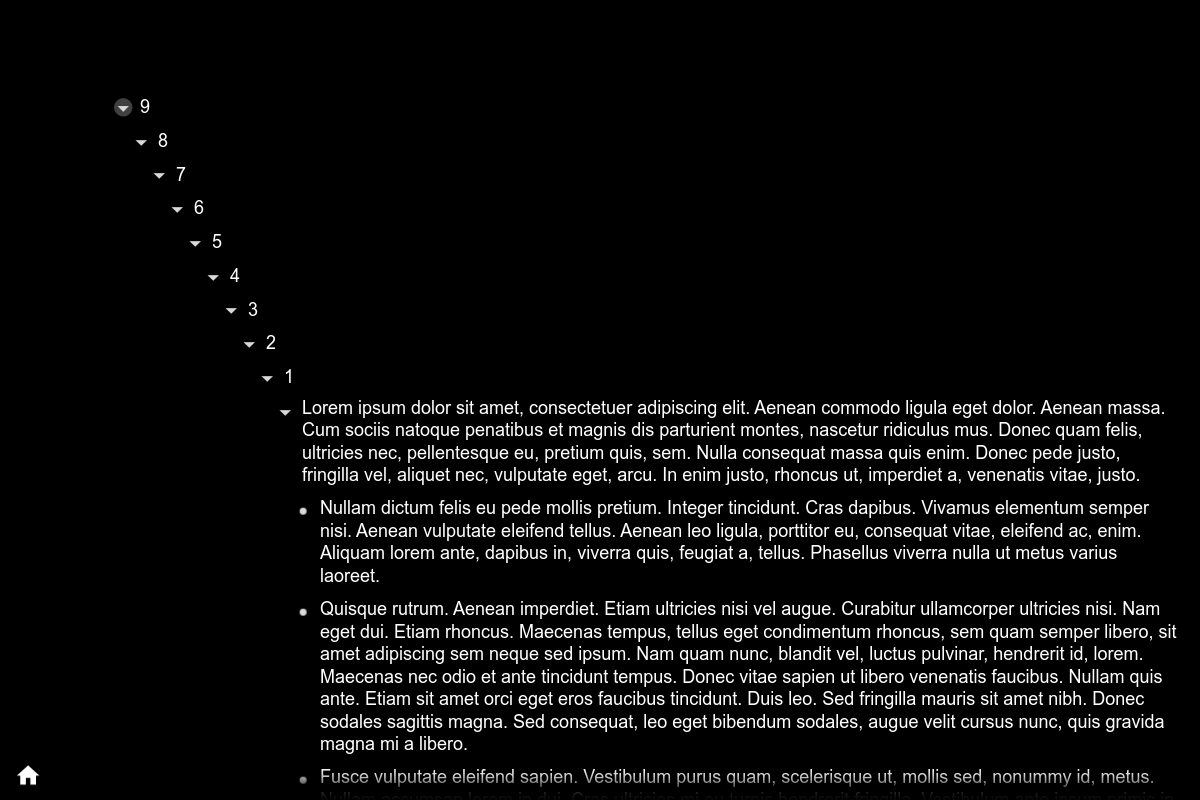 9
8
7
6
5
4
3
2
1
Lorem ipsum dolor sit amet, consectetuer adipiscing elit. Aenean commodo ligula eget dolor. Aenean massa.
Cum sociis natoque penatibus et magnis dis parturient montes, nascetur ridiculus mus. Donec quam felis,
ultricies nec, pellentesque eu, pretium quis, sem. Nulla consequat massa quis enim. Donec pede justo,
fringilla vel, aliquet nec, vulputate eget, arcu. In enim justo, rhoncus ut, imperdiet a, venenatis vitae, justo.
Nullam dictum felis eu pede mollis pretium. Integer tincidunt. Cras dapibus. Vivamus elementum semper
nisi. Aenean vulputate eleifend tellus. Aenean leo ligula, porttitor eu, consequat vitae, eleifend ac, enim.
Aliquam lorem ante, dapibus in, viverra quis, feugiat a, tellus. Phasellus viverra nulla ut metus varius
laoreet.
Quisque rutrum. Aenean imperdiet. Etiam ultricies nisi vel augue. Curabitur ullamcorper ultricies nisi. Nam
eget dui. Etiam rhoncus. Maecenas tempus, tellus eget condimentum rhoncus, sem quam semper libero, sit
amet adipiscing sem neque sed ipsum. Nam quam nunc, blandit vel, luctus pulvinar, hendrerit id, lorem.
Maecenas nec odio et ante tincidunt tempus. Donec vitae sapien ut libero venenatis faucibus. Nullam quis
ante. Etiam sit amet orci eget eros faucibus tincidunt. Duis leo. Sed fringilla mauris sit amet nibh. Donec
sodales sagittis magna. Sed consequat, leo eget bibendum sodales, augue velit cursus nunc, quis gravida
magna mi a libero.
Fusce vulputate eleifend sapien. Vestibulum purus quam, scelerisque ut, mollis sed, nonummy id, metus.